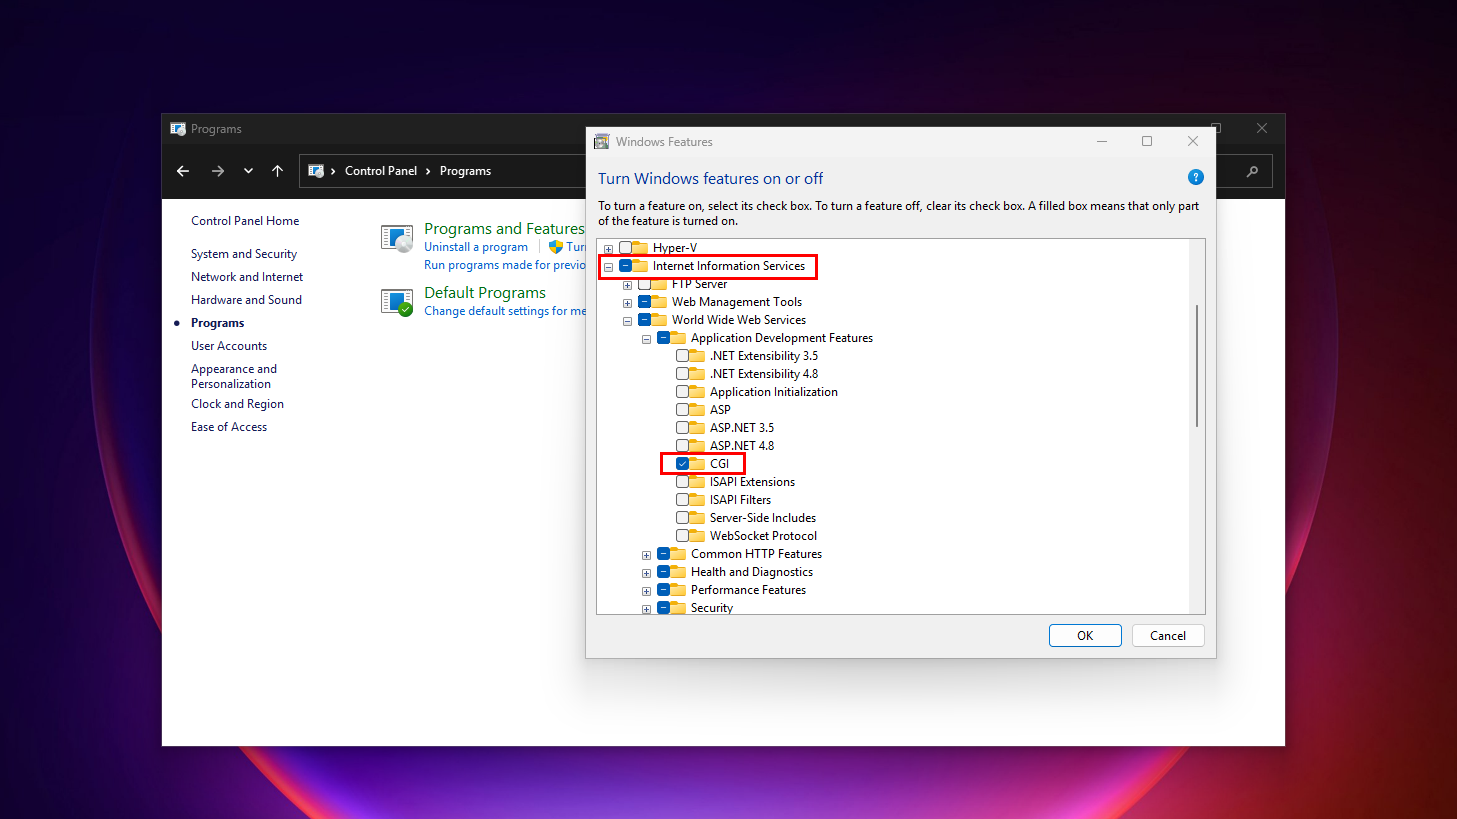 Programs
Control Panel
Programs
Control Panel Home
System and Security
Network and Internet
Hardware and Sound
Programs
User Accounts
Appearance and
Personalization
Clock and Region
Ease of Access
Programs and Features
Uninstall a program
Run programs made for
Default Programs
Change default settings for
Windows Features
Turn Windows features on or off
To turn a feature on, select its check box. To turn a feature off, clear its check box. A filled box means that only part
of the feature is turned on.
Hyper-V
Internet Information Services
FTP Server
Web Management Tools
World Wide Web Services
Application Development Features
.NET Extensibility 3.5
.NET Extensibility 4.8
Application Initialization
ASP
ASP.NET 3.5
ASP.NET 4.8
CGI
ISAPI Extensions
ISAPI Filters
Server-Side Includes
WebSocket Protocol
Common HTTP Features
Health and Diagnostics
Performance Features
Security
OK
Cancel